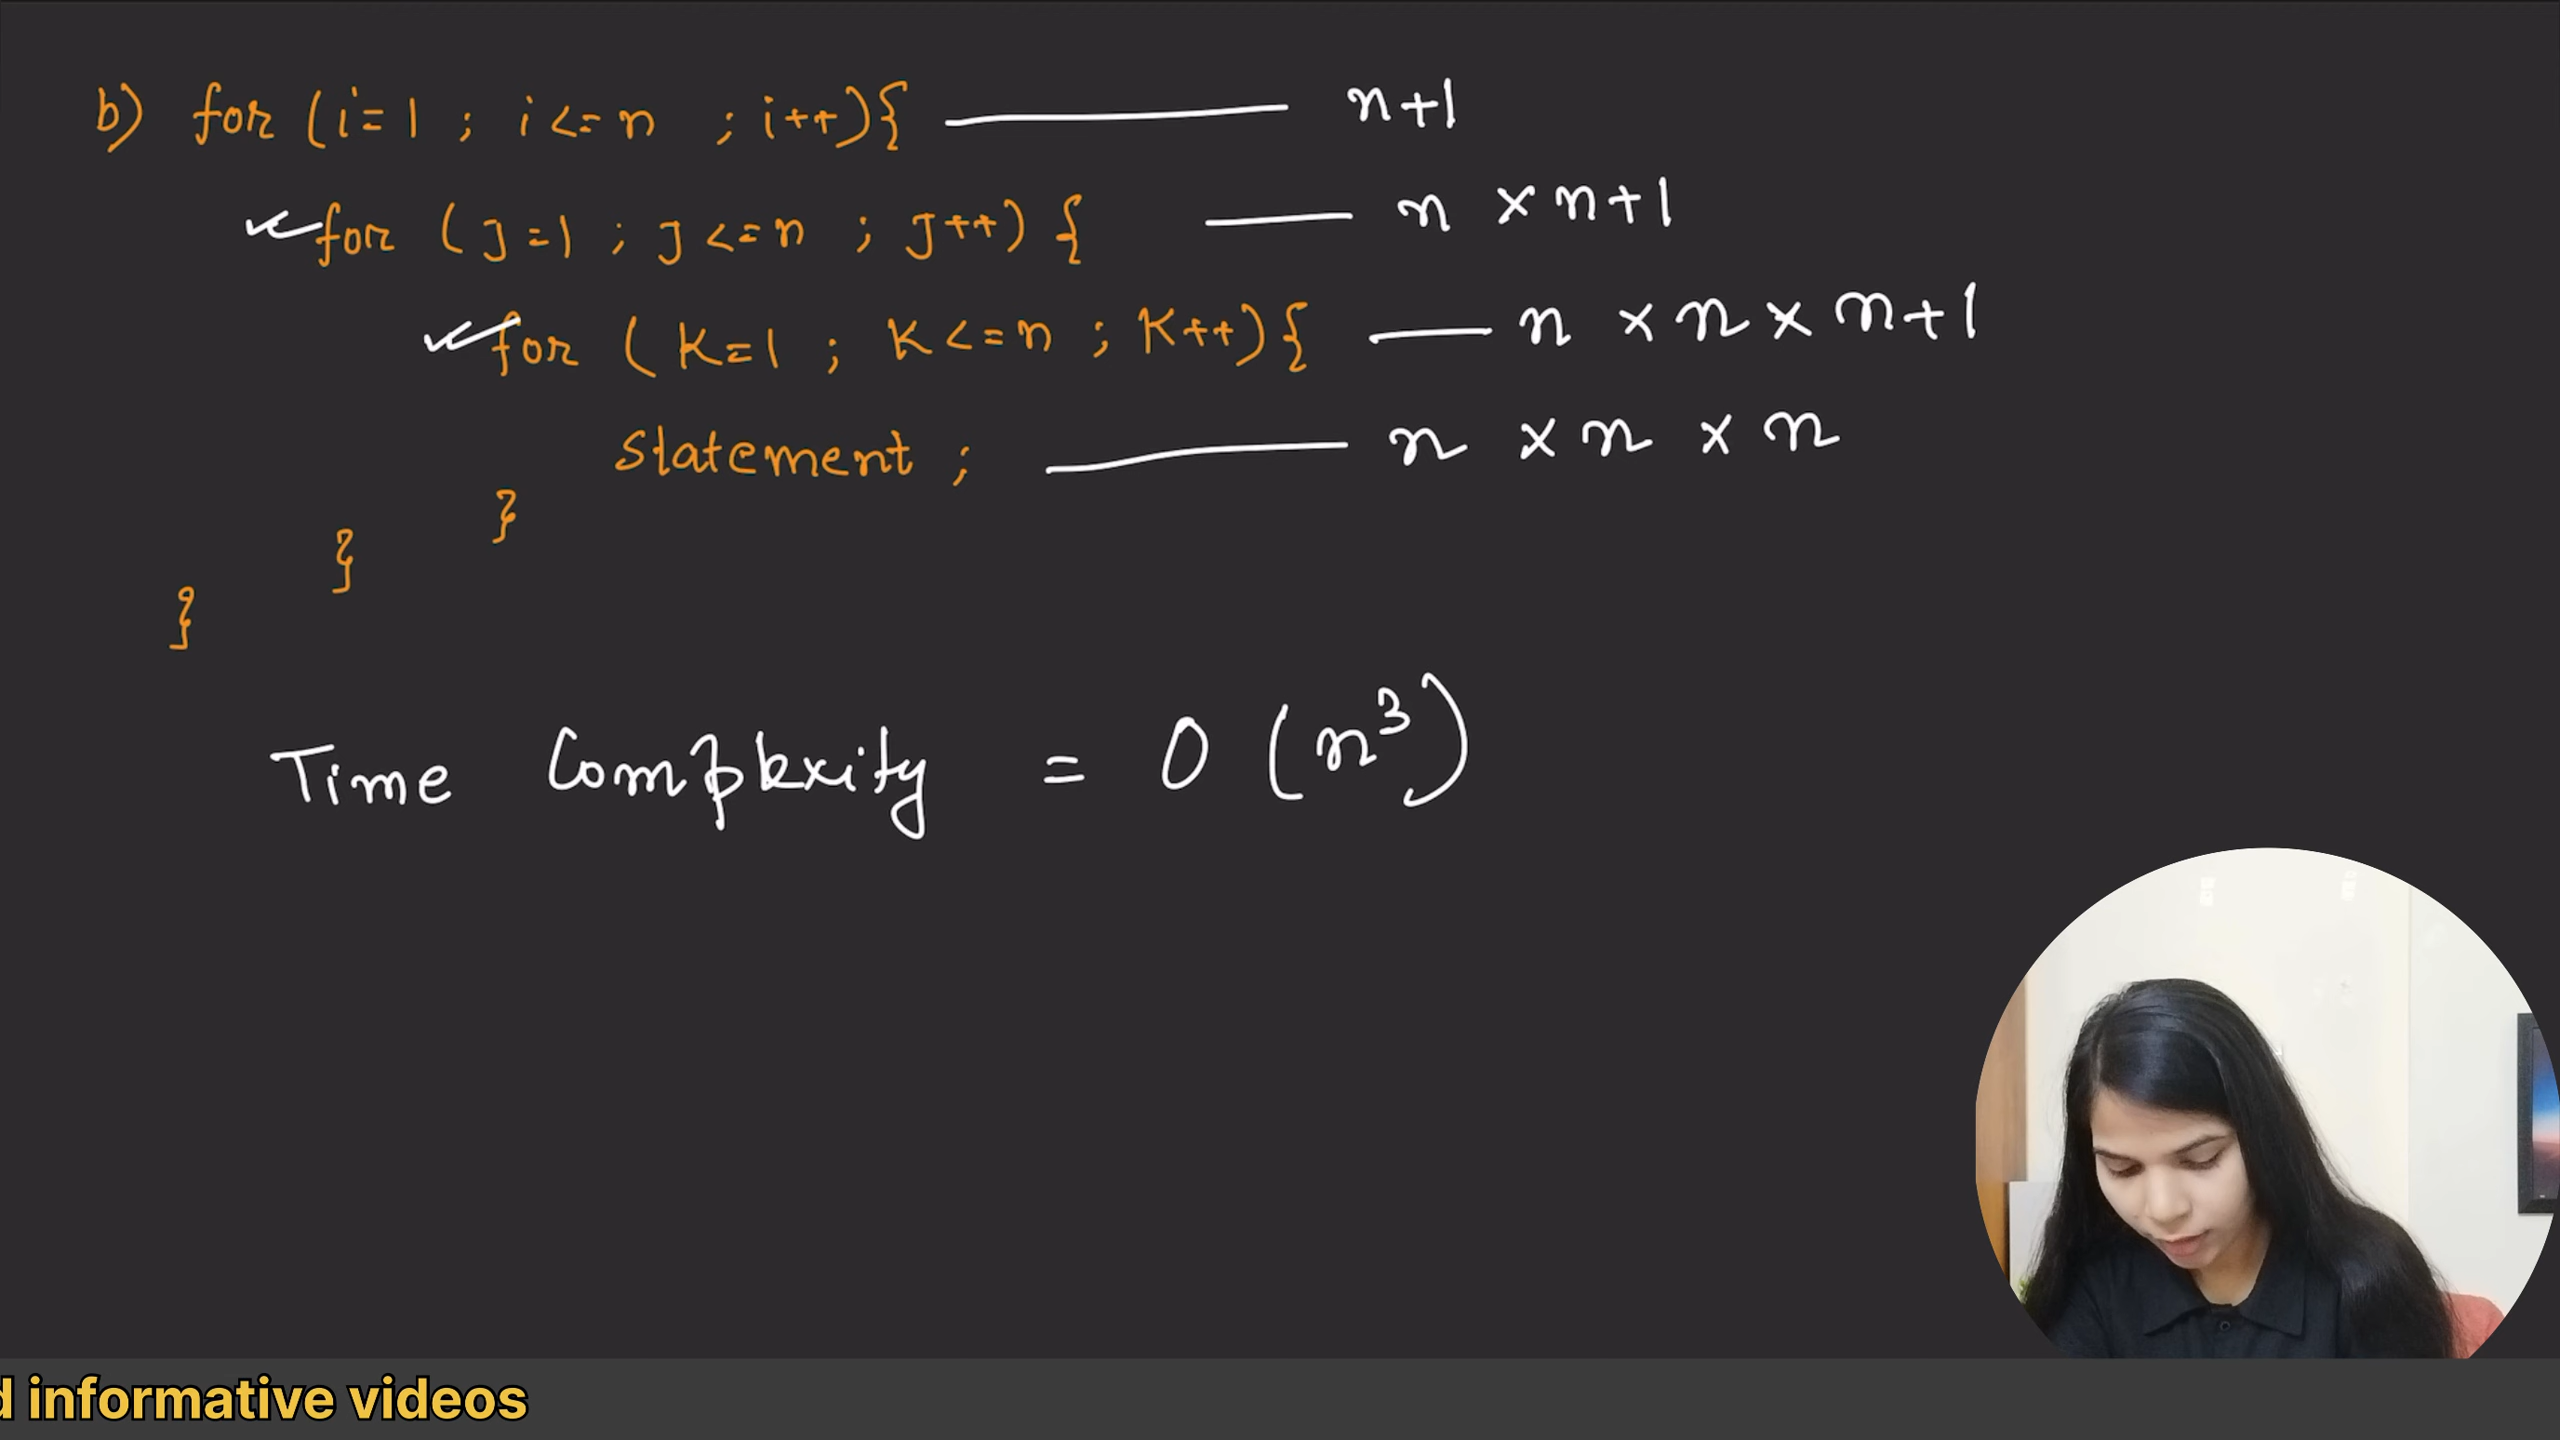 b) for (i=1 ; i<=n ; i++){ —— n+1
for (j=1 ; j<=n ; j++) { —— n × n+1
for ( K=1 ; K<=n ; K++){ —— n × n × n+1
Statement ; —— n × n × n
}
}
}
Time Complexity = O (n³)
d informative videos